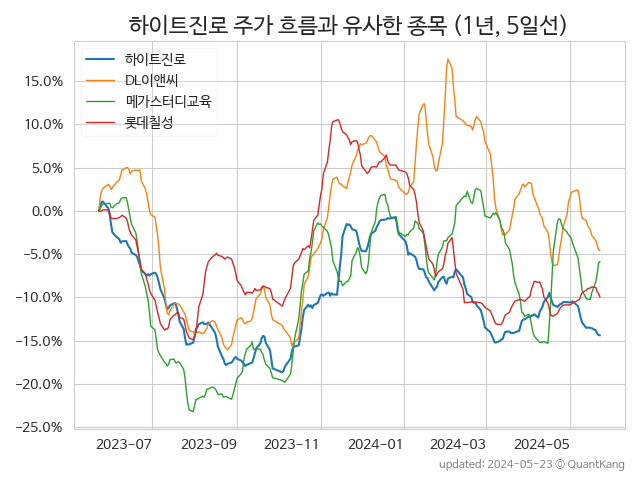 하이트진로 주가 흐름과 유사한 종목 (1년, 5일선)
하이트진로
DL이앤씨
메가스터디교육
롯데칠성
15.0%
10.0%
5.0%
0.0%
−5.0%
−10.0%
−15.0%
−20.0%
−25.0%
2023-07 2023-09 2023-11 2024-01 2024-03 2024-05
updated: 2024-05-23 ⓒ QuantKang